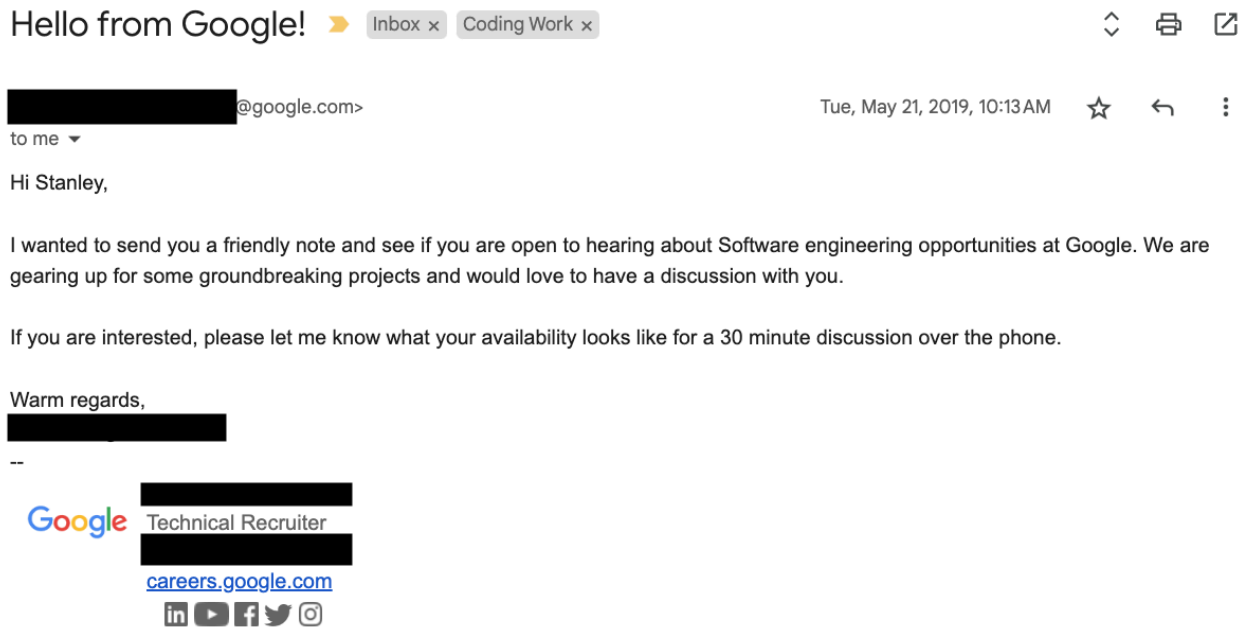 Hello from Google! Inbox × Coding Work ×
@google.com>
Tue, May 21, 2019, 10:13 AM
to me
Hi Stanley,
I wanted to send you a friendly note and see if you are open to hearing about Software engineering opportunities at Google. We are
gearing up for some groundbreaking projects and would love to have a discussion with you.
If you are interested, please let me know what your availability looks like for a 30 minute discussion over the phone.
Warm regards,
--
Google
Technical Recruiter
careers.google.com
in